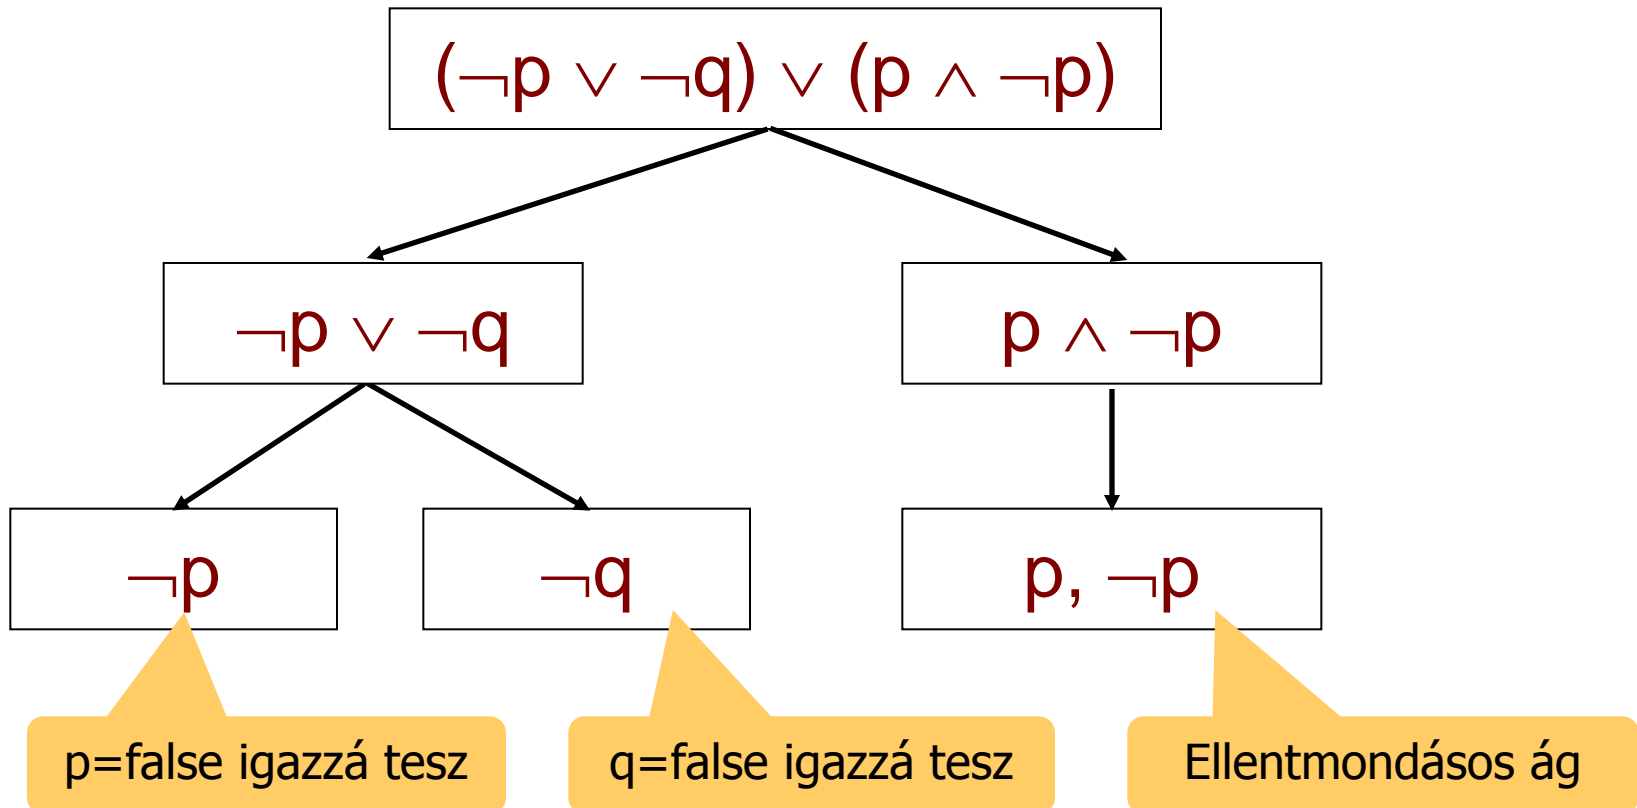 (¬p ∨ ¬q) ∨ (p ∧ ¬p)
¬p ∨ ¬q
p ∧ ¬p
¬p
¬q
p, ¬p
p=false igazzá tesz
q=false igazzá tesz
Ellentmondásos ág